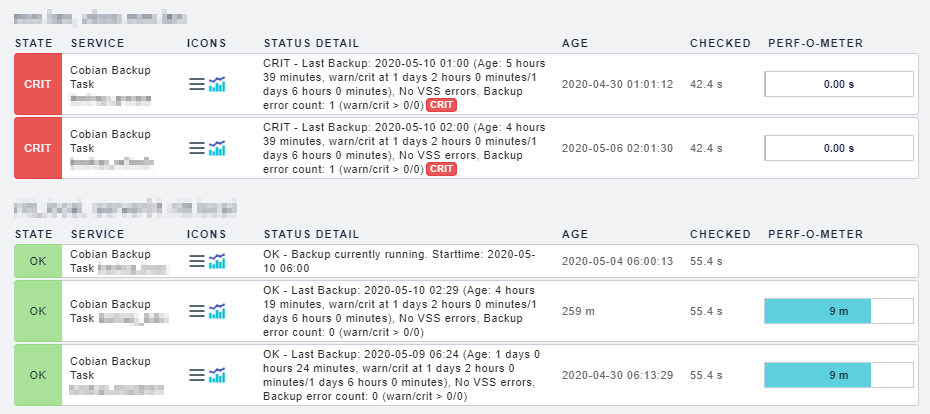 STATE SERVICE ICONS STATUS DETAIL AGE CHECKED PERF-O-METER
CRIT
Cobian Backup
Task
CRIT - Last Backup: 2020-05-10 01:00 (Age: 5 hours
39 minutes, warn/crit at 1 days 2 hours 0 minutes/1
days 6 hours 0 minutes), No VSS errors, Backup
error count: 1 (warn/crit > 0/0) CRIT
2020-04-30 01:01:12
42.4 s
0.00 s
CRIT
Cobian Backup
Task
CRIT - Last Backup: 2020-05-10 02:00 (Age: 4 hours
39 minutes, warn/crit at 1 days 2 hours 0 minutes/1
days 6 hours 0 minutes), No VSS errors, Backup
error count: 1 (warn/crit > 0/0) CRIT
2020-05-06 02:01:30
42.4 s
0.00 s
STATE SERVICE ICONS STATUS DETAIL AGE CHECKED PERF-O-METER
OK
Cobian Backup
Task
OK - Backup currently running. Starttime: 2020-05-
10 06:00
2020-05-04 06:00:13
55.4 s
OK
Cobian Backup
Task
OK - Last Backup: 2020-05-10 02:29 (Age: 4 hours
19 minutes, warn/crit at 1 days 2 hours 0 minutes/1
days 6 hours 0 minutes), No VSS errors, Backup
error count: 0 (warn/crit > 0/0)
259 m
55.4 s
9 m
OK
Cobian Backup
Task
OK - Last Backup: 2020-05-09 06:24 (Age: 1 days 0
hours 24 minutes, warn/crit at 1 days 2 hours 0
minutes/1 days 6 hours 0 minutes), No VSS errors,
Backup error count: 0 (warn/crit > 0/0)
2020-04-30 06:13:29
55.4 s
9 m